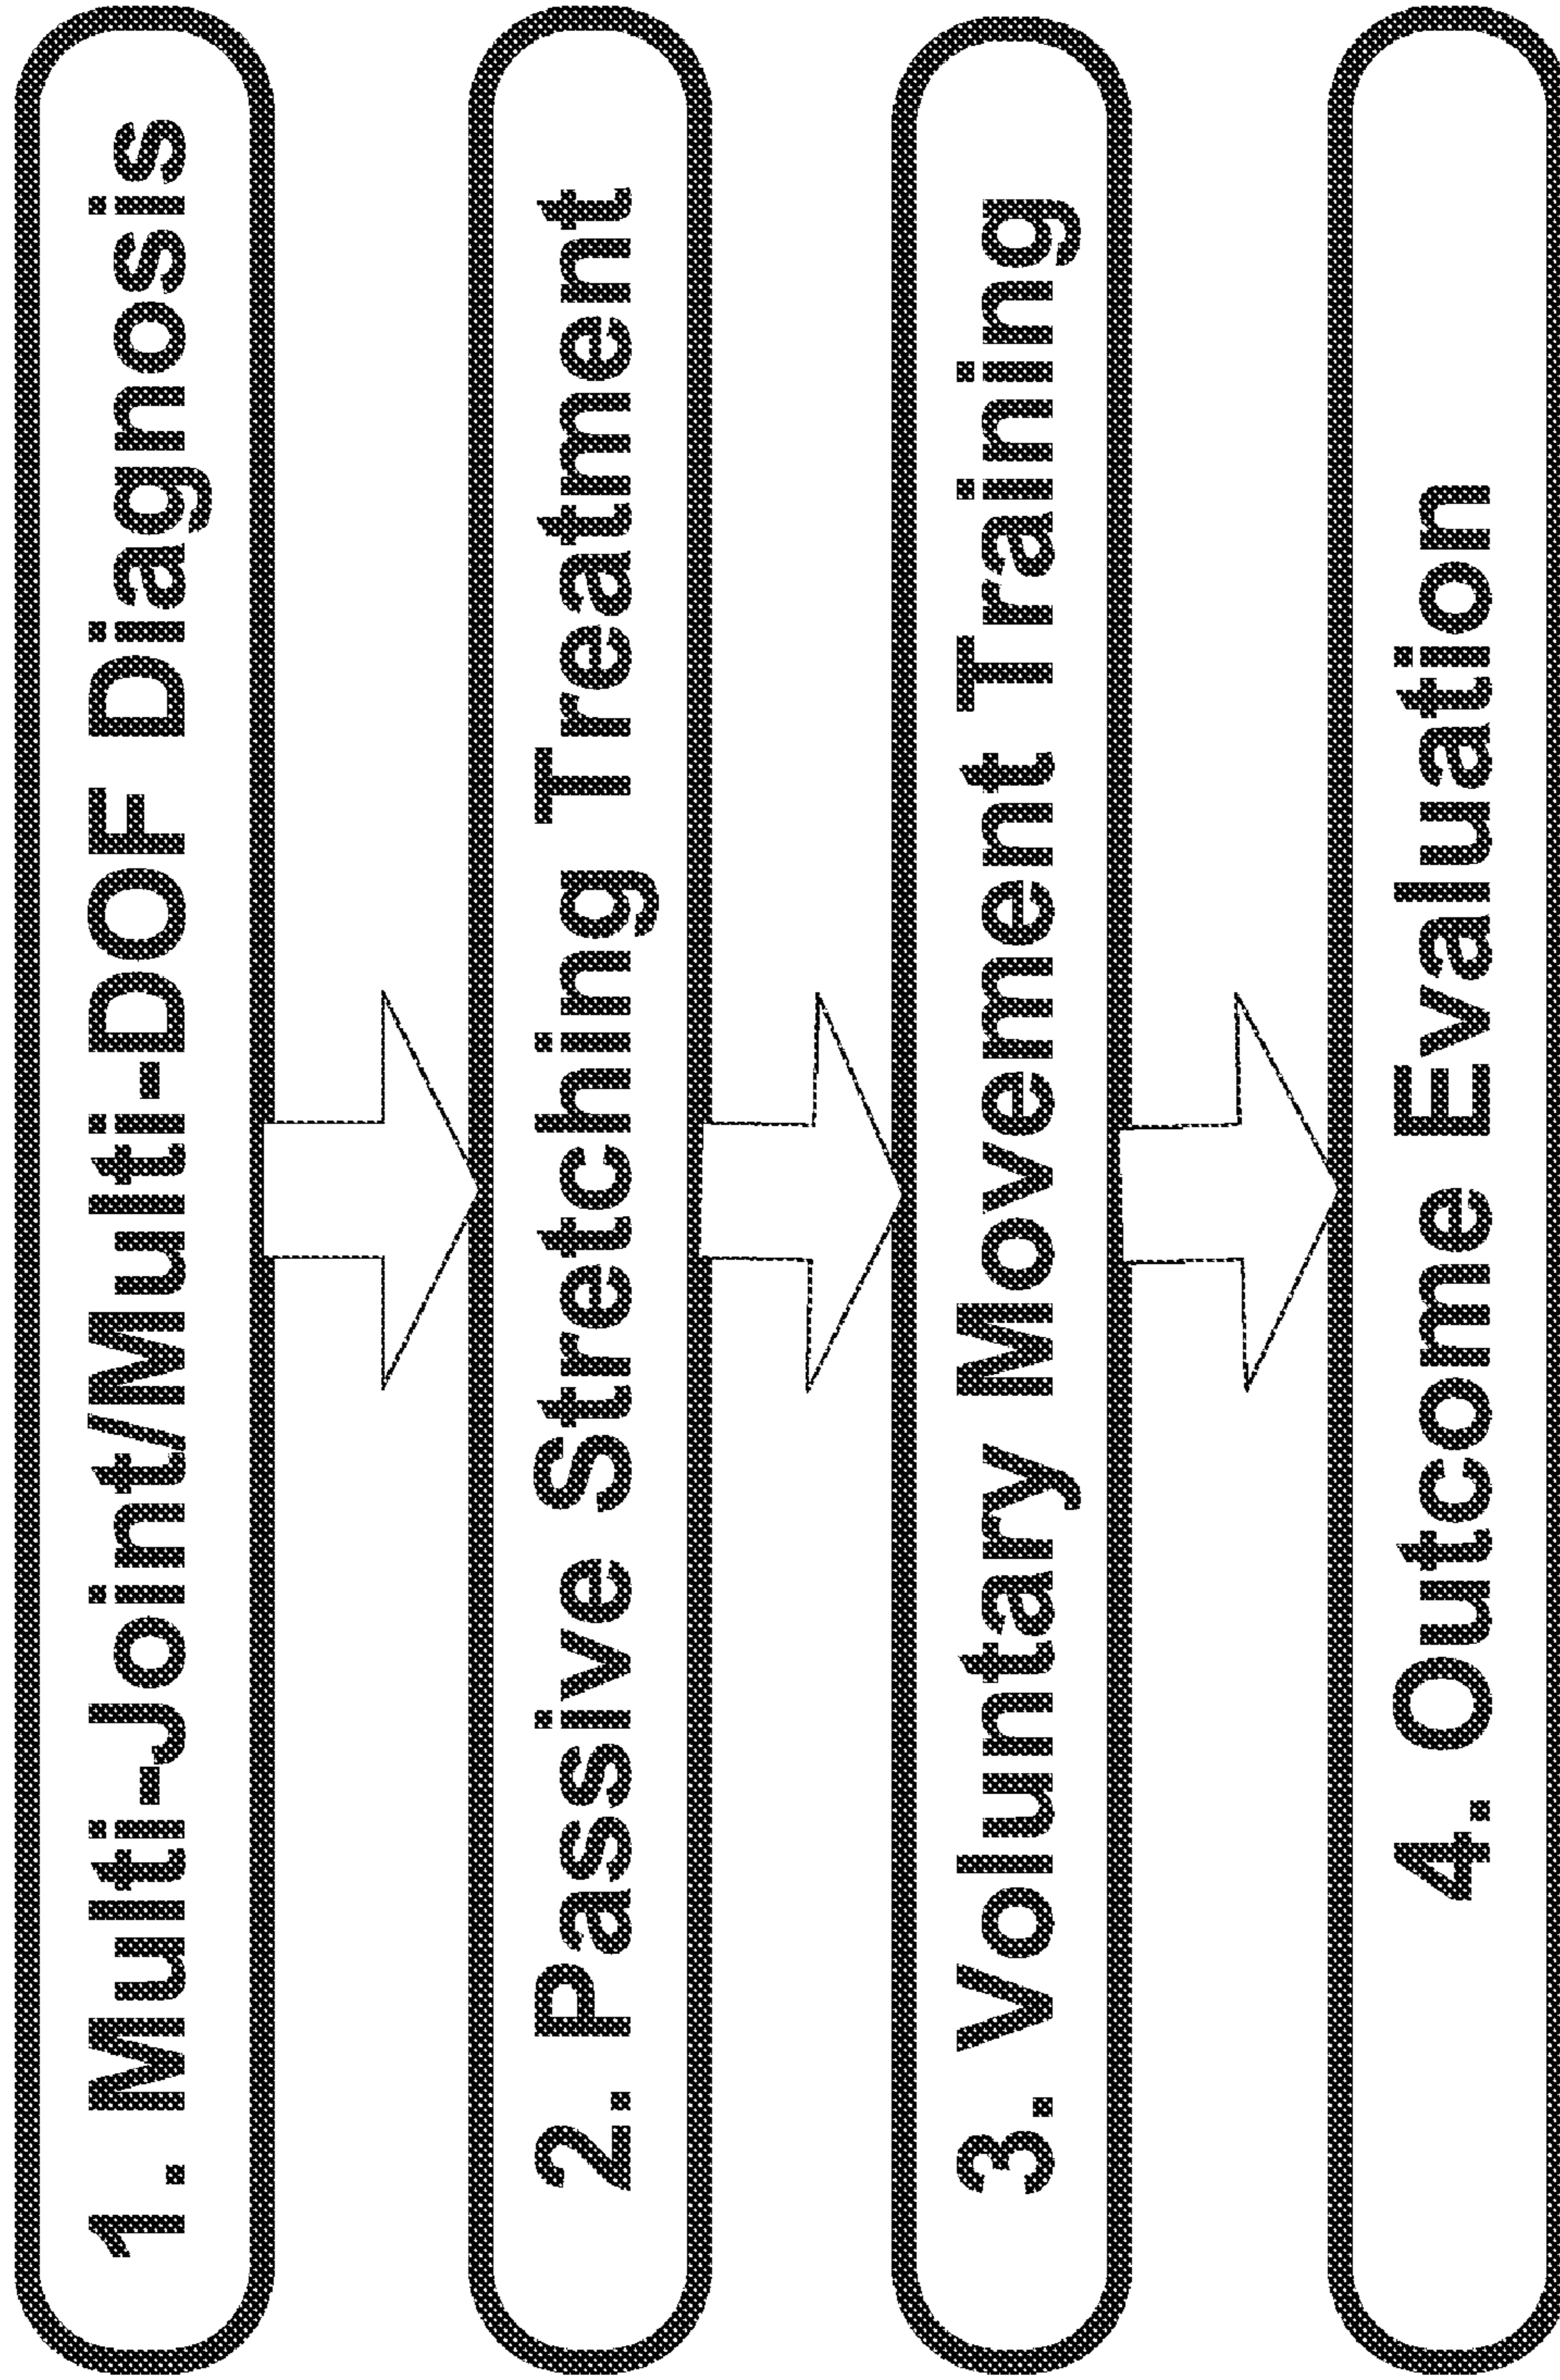 1. Multi-Joint/Multi-DOF Diagnosis
2. Passive Stretching Treatment
3. Voluntary Movement Training
4. Outcome Evaluation